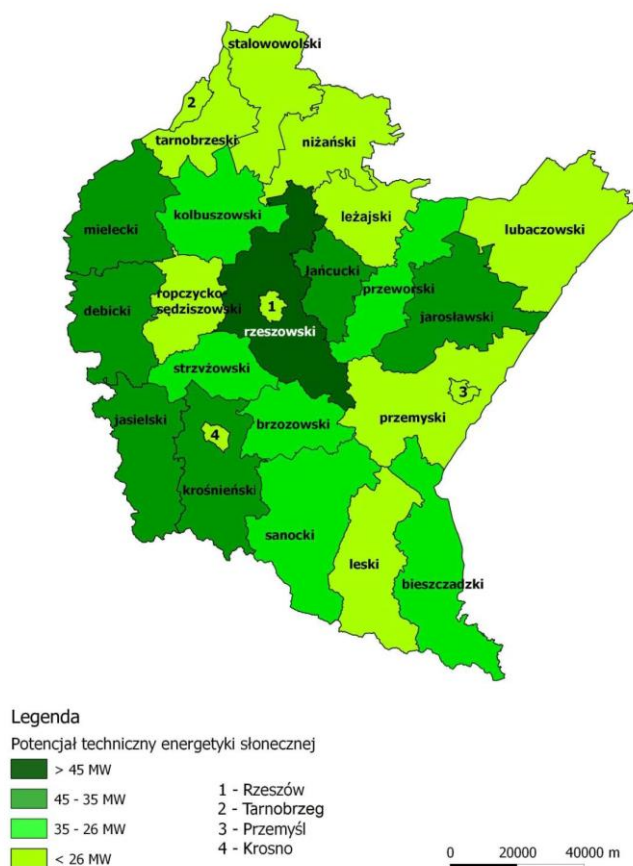 stalowowolski
2
tarnobrzeski
niżański
kolbuszowski
leżajski
mielecki
lubaczowski
łańcucki
przeworski
ropczycko
sędziszowski
debicki
1
jarosławski
rzeszowski
strzyżowski
3
jasielski
brzozowski
przemyski
4
krośnieński
sanocki
leski
bieszczadzki
Legenda
Potencjał techniczny energetyki słonecznej
> 45 MW
45 - 35 MW
35 - 26 MW
< 26 MW
1 - Rzeszów
2 - Tarnobrzeg
3 - Przemyśl
4 - Krosno
0 20000 40000 m